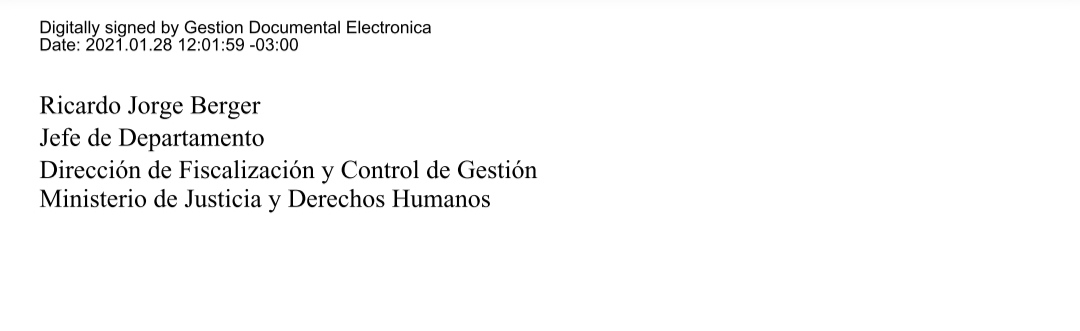 Digitally signed by Gestion Documental Electronica
Date: 2021.01.28 12:01:59 -03:00
Ricardo Jorge Berger
Jefe de Departamento
Dirección de Fiscalización y Control de Gestión
Ministerio de Justicia y Derechos Humanos